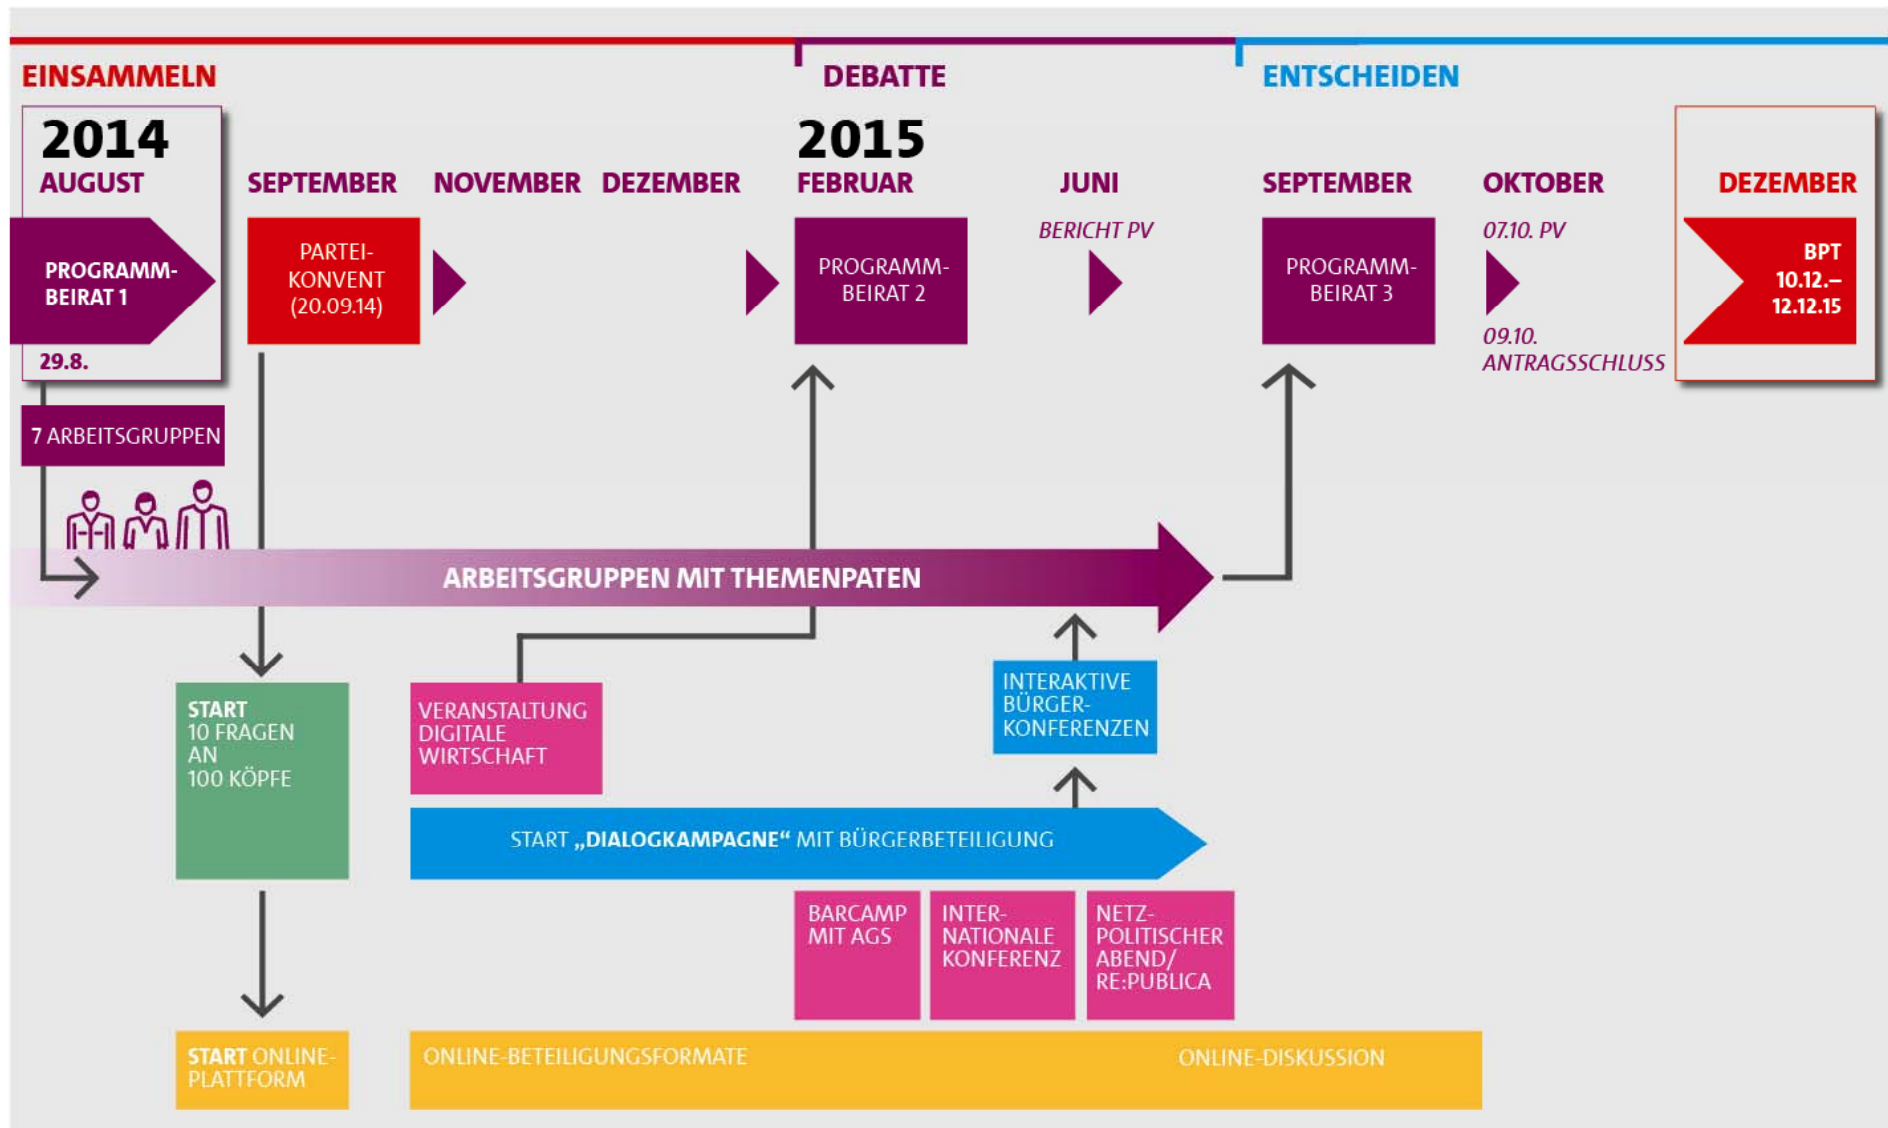 EINSAMMELN
DEBATTE
ENTSCHEIDEN
2014
AUGUST
SEPTEMBER
NOVEMBER
DEZEMBER
2015
FEBRUAR
JUNI
SEPTEMBER
OKTOBER
DEZEMBER
PROGRAMM-
BEIRAT 1
29.8.
PARTEI-
KONVENT
(20.09.14)
PROGRAMM-
BEIRAT 2
BERICHT PV
PROGRAMM-
BEIRAT 3
07.10. PV
09.10.
ANTRAGSSCHLUSS
BPT
10.12.–
12.12.15
7 ARBEITSGRUPPEN
ARBEITSGRUPPEN MIT THEMENPATEN
START
10 FRAGEN
AN
100 KÖPFE
VERANSTALTUNG
DIGITALE
WIRTSCHAFT
INTERAKTIVE
BÜRGER-
KONFERENZEN
START „DIALOGKAMPAGNE“ MIT BÜRGERBETEILIGUNG
BARCAMP
MIT AGS
INTER-
NATIONALE
KONFERENZ
NETZ-
POLITISCHER
ABEND/
RE:PUBLICA
START ONLINE-
PLATTFORM
ONLINE-BETEILIGUNGSFORMATE
ONLINE-DISKUSSION